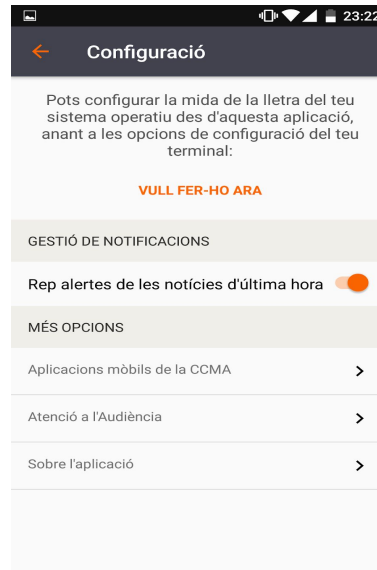 23:22
Configuració
Pots configurar la mida de la lletra del teu
sistema operatiu des d'aquesta aplicació,
anant a les opcions de configuració del teu
terminal:
VULL FER-HO ARA
GESTIÓ DE NOTIFICACIONS
Rep alertes de les notícies d'última hora
MÉS OPCIONS
Aplicacions mòbils de la CCMA
Atenció a l'Audiència
Sobre l'aplicació